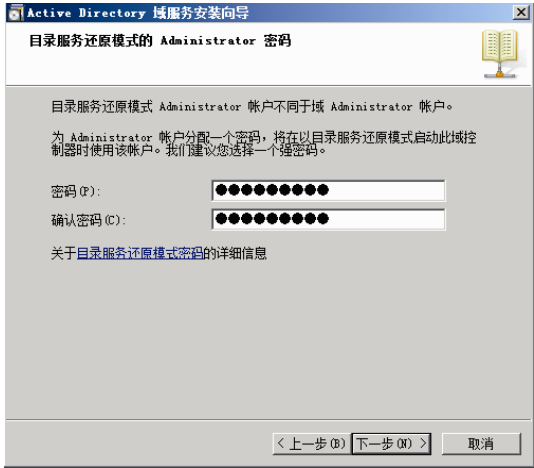 Active Directory 域服务安装向导
目录服务还原模式的 Administrator 密码
目录服务还原模式 Administrator 帐户不同于域 Administrator 帐户。
为 Administrator 帐户分配一个密码，将在以目录服务还原模式启动此域控
制器时使用该帐户。我们建议您选择一个强密码。
密码(P):
确认密码(C):
关于目录服务还原模式密码的详细信息
< 上一步(B) 下一步(N) > 取消